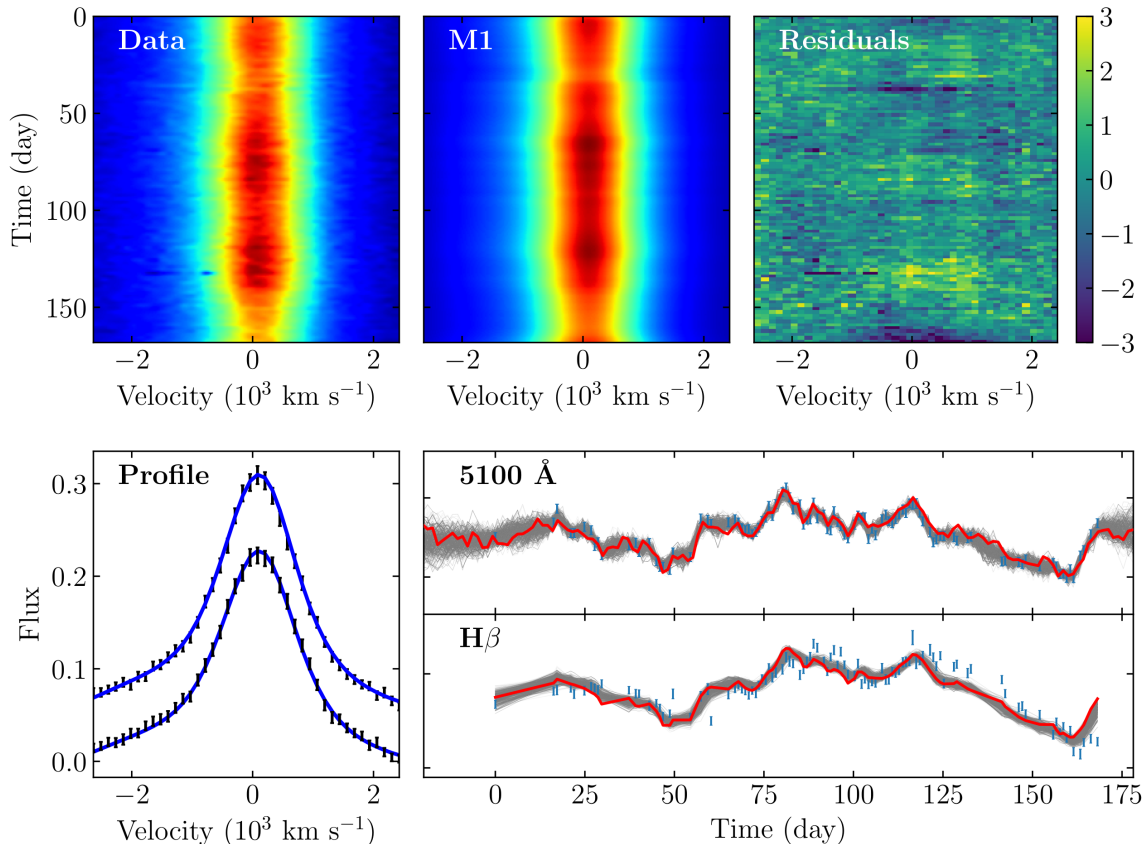 Data
M1
Residuals
0
50
100
150
Time (day)
−2 0 2
−2 0 2
−2 0 2
3
2
1
0
−1
−2
−3
Velocity (10³ km s⁻¹)
Velocity (10³ km s⁻¹)
Velocity (10³ km s⁻¹)
Profile
0.3
0.2
0.1
0.0
Flux
−2 0 2
Velocity (10³ km s⁻¹)
5100 Å
Hβ
0 25 50 75 100 125 150 175
Time (day)